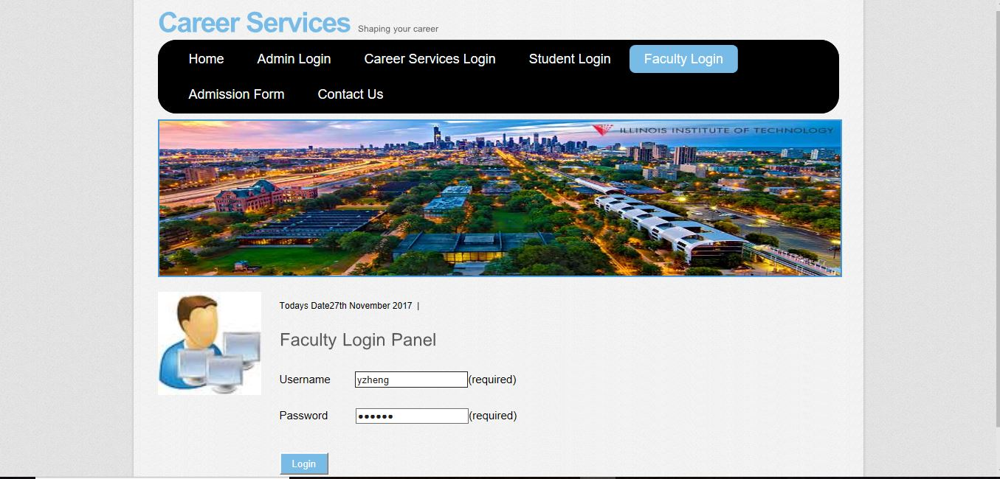 Career Services Shaping your career
Home Admin Login Career Services Login Student Login Faculty Login
Admission Form Contact Us
ILLINOIS INSTITUTE OF TECHNOLOGY
Todays Date27th November 2017 |
Faculty Login Panel
Username yzheng (required)
Password •••••• (required)
Login